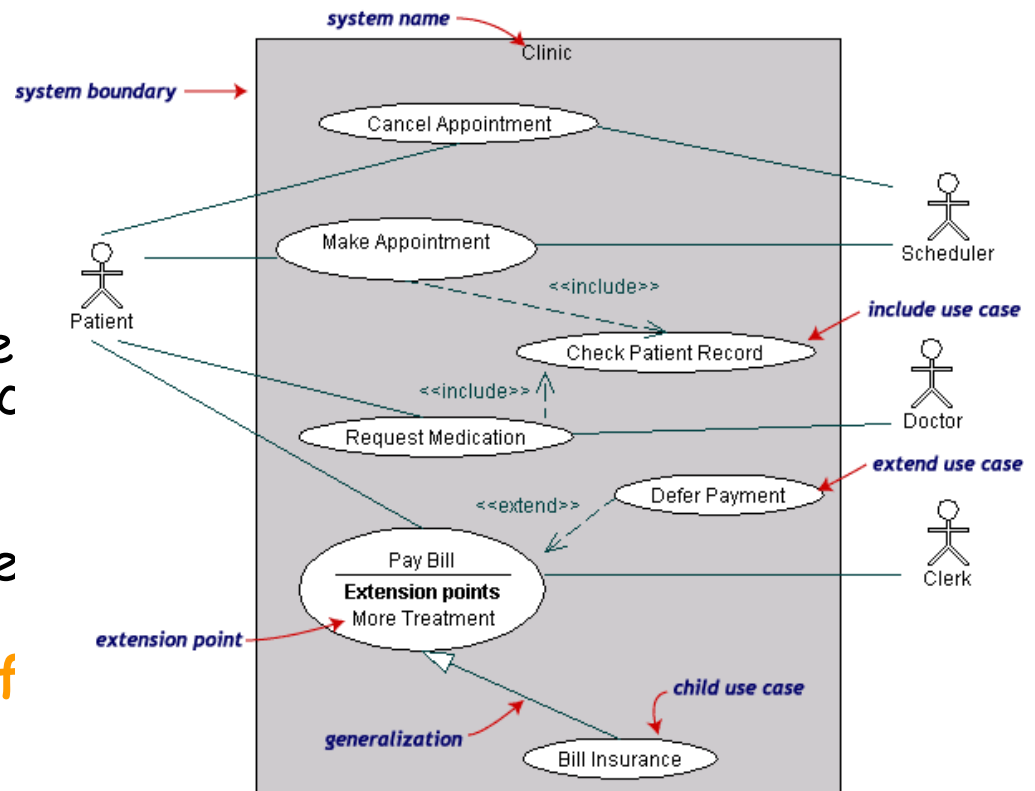 system name
Clinic
system boundary
Cancel Appointment
Make Appointment
Scheduler
<<include>>
Patient
include use case
Check Patient Record
<<include>>
Doctor
Request Medication
extend use case
Defer Payment
<<extend>>
Pay Bill
Clerk
Extension points
More Treatment
extension point
child use case
generalization
Bill Insurance